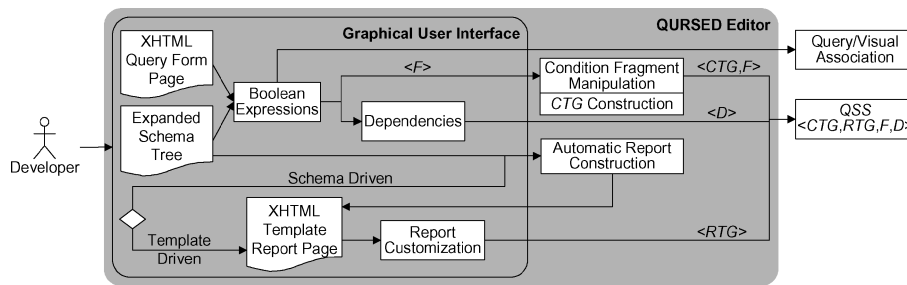 QURSED Editor
Graphical User Interface
XHTML
Query Form
Page
Boolean
Expressions
<F>
Condition Fragment
Manipulation
CTG Construction
<CTG,F>
Query/Visual
Association
Expanded
Schema
Tree
Dependencies
<D>
QSS
<CTG,RTG,F,D>
Developer
Automatic Report
Construction
Schema Driven
XHTML
Template
Report Page
Template
Driven
Report
Customization
<RTG>